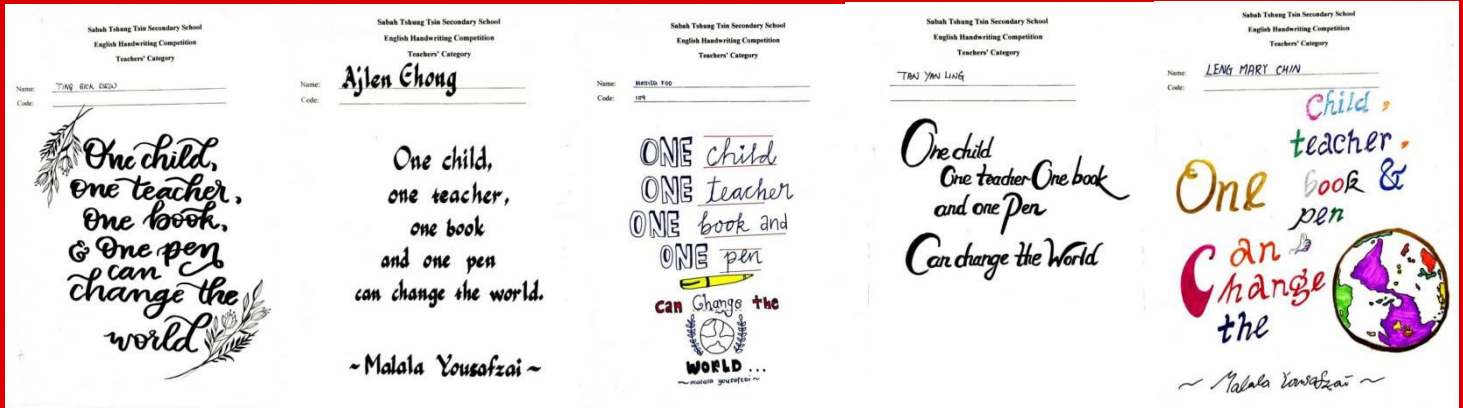 Sabah Tshung Tsin Secondary School
English Handwriting Competition
Teachers' Category
Name: TING BICK
Code:
One child,
one teacher,
One book,
& One pen
can
change the
world
Sabah Tshung Tsin Secondary School
English Handwriting Competition
Teachers' Category
Name: Ajlen Chong
Code:
One child,
one teacher,
one book
and one pen
can change the world.
~Malala Yousafzai~
Sabah Tshung Tsin Secondary School
English Handwriting Competition
Teachers' Category
Name: FOO
Code: 109
ONE child
ONE teacher
ONE book and
ONE pen
can Change the
WORLD...
~malala yousafzai~
Sabah Tshung Tsin Secondary School
English Handwriting Competition
Teachers' Category
TAN YAN LING
One child
One teacher One book
and one Pen
Can change the World
Sabah Tshung Tsin Secondary School
English Handwriting Competition
Teachers' Category
Name: LENG MARY CHIN
Code:
Child,
teacher,
One book &
pen
Can
Change
the
~ Malala Yousafzai ~